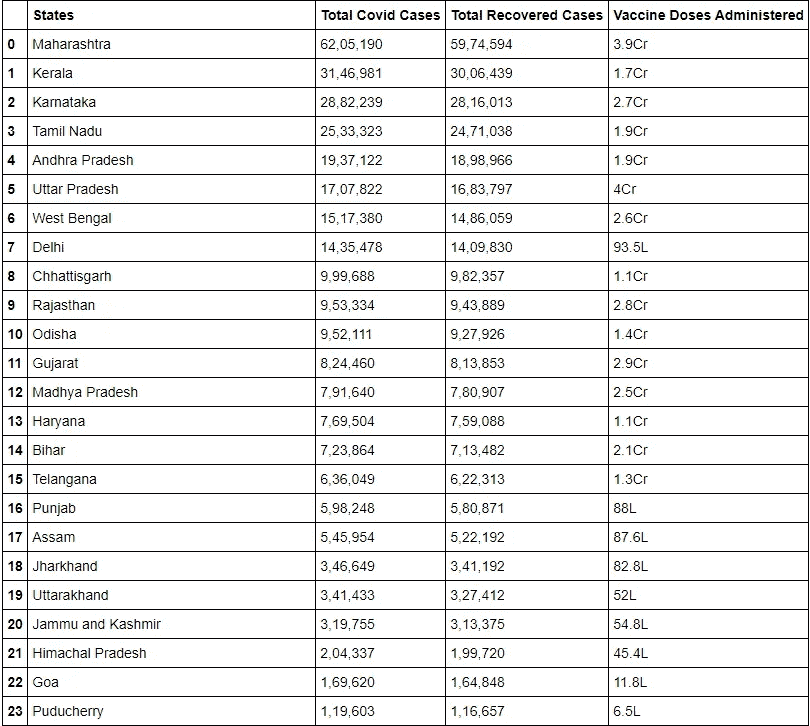 States Total Covid Cases Total Recovered Cases Vaccine Doses Administered
0 Maharashtra 62,05,190 59,74,594 3.9Cr
1 Kerala 31,46,981 30,06,439 1.7Cr
2 Karnataka 28,82,239 28,16,013 2.7Cr
3 Tamil Nadu 25,33,323 24,71,038 1.9Cr
4 Andhra Pradesh 19,37,122 18,98,966 1.9Cr
5 Uttar Pradesh 17,07,822 16,83,797 4Cr
6 West Bengal 15,17,380 14,86,059 2.6Cr
7 Delhi 14,35,478 14,09,830 93.5L
8 Chhattisgarh 9,99,688 9,82,357 1.1Cr
9 Rajasthan 9,53,334 9,43,889 2.8Cr
10 Odisha 9,52,111 9,27,926 1.4Cr
11 Gujarat 8,24,460 8,13,853 2.9Cr
12 Madhya Pradesh 7,91,640 7,80,907 2.5Cr
13 Haryana 7,69,504 7,59,088 1.1Cr
14 Bihar 7,23,864 7,13,482 2.1Cr
15 Telangana 6,36,049 6,22,313 1.3Cr
16 Punjab 5,98,248 5,80,871 88L
17 Assam 5,45,954 5,22,192 87.6L
18 Jharkhand 3,46,649 3,41,192 82.8L
19 Uttarakhand 3,41,433 3,27,412 52L
20 Jammu and Kashmir 3,19,755 3,13,375 54.8L
21 Himachal Pradesh 2,04,337 1,99,720 45.4L
22 Goa 1,69,620 1,64,848 11.8L
23 Puducherry 1,19,603 1,16,657 6.5L